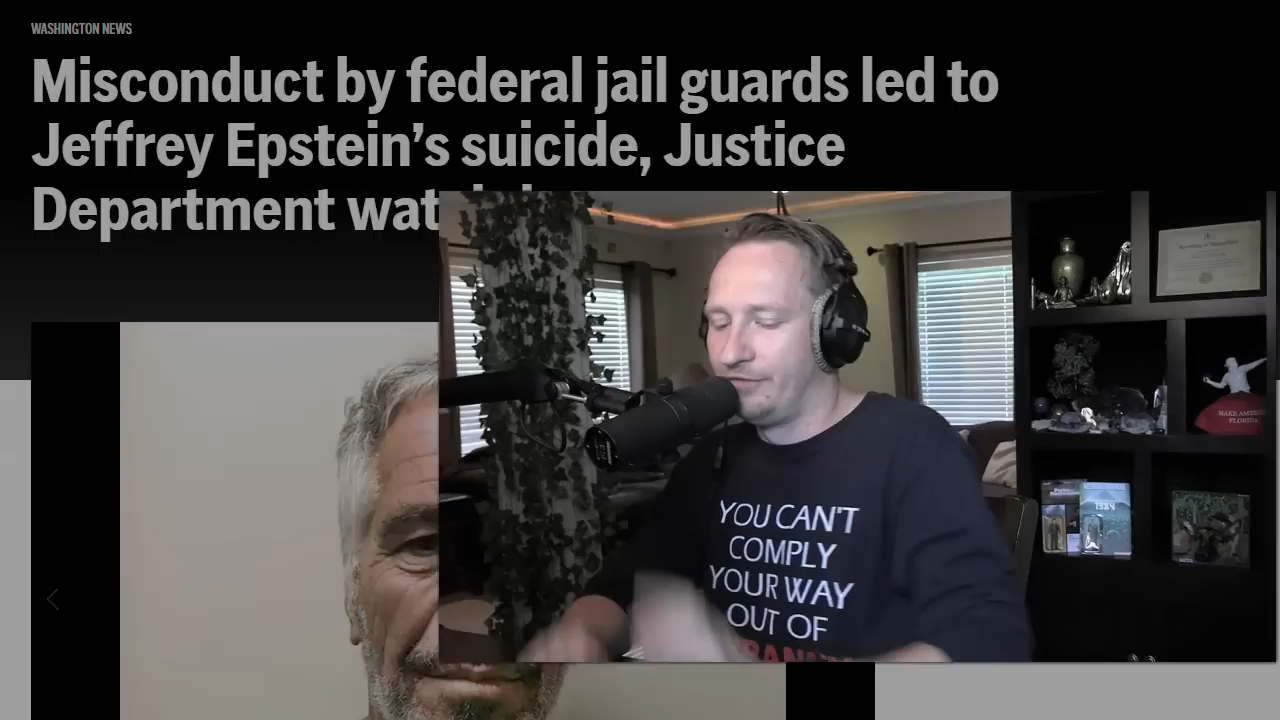 WASHINGTON NEWS
Misconduct by federal jail guards led to
Jeffrey Epstein's suicide, Justice
Department
YOU CAN'T
COMPLY
YOUR WAY
OUT OF
MAKE AMERICA
FLORIDA
1984